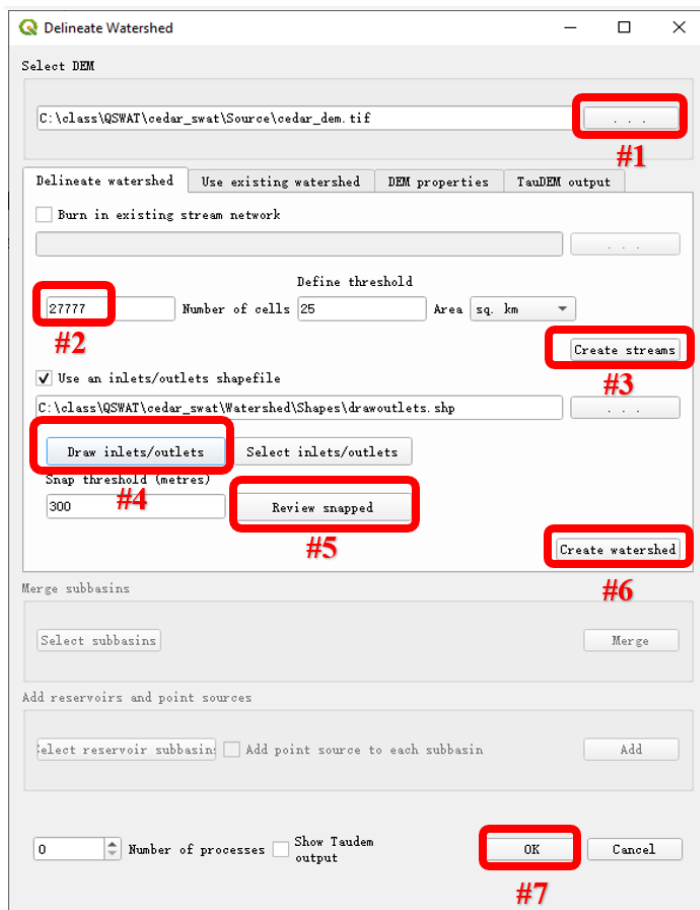 Delineate Watershed
Select DEM
C:\class\QSWAT\cedar_swat\Source\cedar_dem.tif
. . .
#1
Delineate watershed Use existing watershed DEM properties TauDEM output
Burn in existing stream network
. . .
Define threshold
27777 Number of cells 25 Area sq. km
#2
Create streams
#3
Use an inlets/outlets shapefile
C:\class\QSWAT\cedar_swat\Watershed\Shapes\drawoutlets.shp . . .
Draw inlets/outlets Select inlets/outlets
Snap threshold (metres)
#4
300 Review snapped
#5
Create watershed
#6
Merge subbasins
Select subbasins Merge
Add reservoirs and point sources
elect reservoir subbasin Add point source to each subbasin Add
0 Number of processes Show Taudem
output
OK Cancel
#7